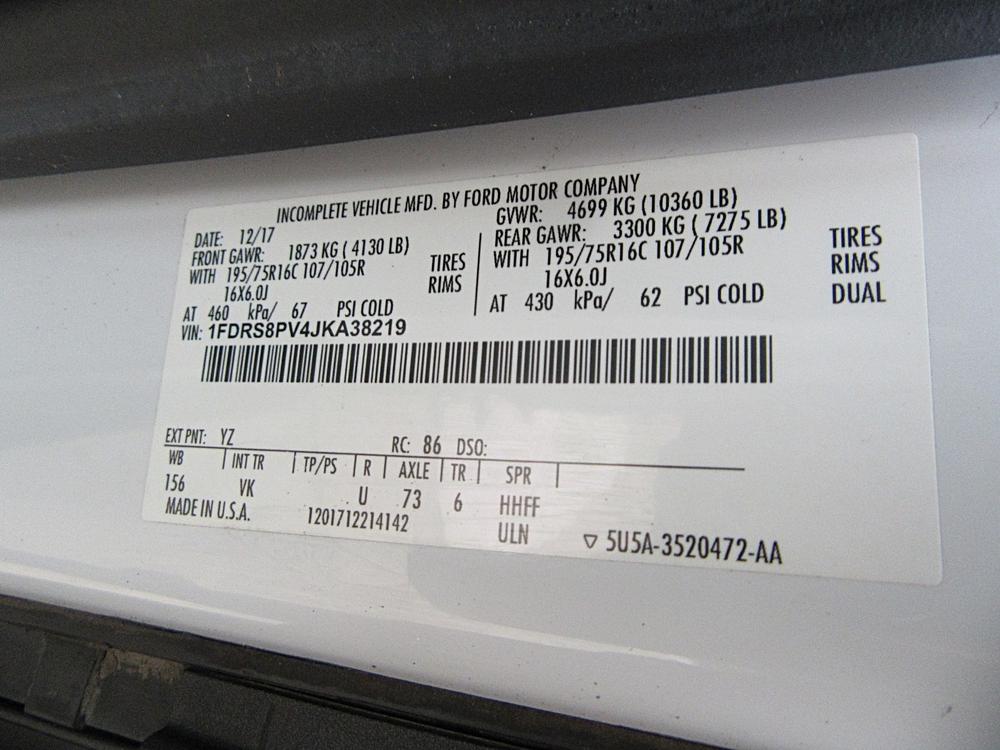 INCOMPLETE VEHICLE MFD. BY FORD MOTOR COMPANY
DATE: 12/17
GVWR: 4699 KG (10360 LB)
FRONT GAWR: 1873 KG ( 4130 LB)
REAR GAWR: 3300 KG ( 7275 LB)
WITH 195/75R16C 107/105R TIRES
WITH 195/75R16C 107/105R TIRES
16X6.0J RIMS
16X6.0J RIMS
AT 460 kPa/ 67 PSI COLD
AT 430 kPa/ 62 PSI COLD DUAL
VIN: 1FDRS8PV4JKA38219
EXT PNT: YZ RC: 86 DSO:
WB INT TR TP/PS R AXLE TR SPR
156 VK U 73 6 HHFF
MADE IN U.S.A. 1201712214142 ULN
▽ 5U5A-3520472-AA